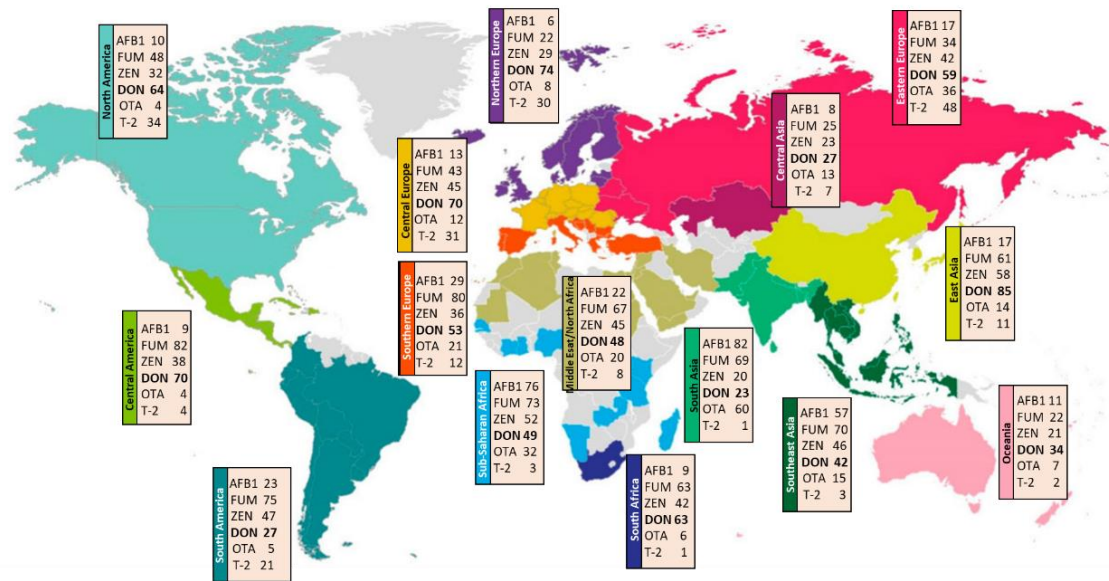 North America
AFB1 10
FUM 48
ZEN 32
DON 64
OTA 4
T-2 34
Northern Europe
AFB1 6
FUM 22
ZEN 29
DON 74
OTA 8
T-2 30
Eastern Europe
AFB1 17
FUM 34
ZEN 42
DON 59
OTA 36
T-2 48
Central Asia
AFB1 8
FUM 25
ZEN 23
DON 27
OTA 13
T-2 7
Central Europe
AFB1 13
FUM 43
ZEN 45
DON 70
OTA 12
T-2 31
East Asia
AFB1 17
FUM 61
ZEN 58
DON 85
OTA 14
T-2 11
Southern Europe
AFB1 29
FUM 80
ZEN 36
DON 53
OTA 21
T-2 12
Middle Esat/North Africa
AFB1 22
FUM 67
ZEN 45
DON 48
OTA 20
T-2 8
Central America
AFB1 9
FUM 82
ZEN 38
DON 70
OTA 4
T-2 4
South Asia
AFB1 82
FUM 69
ZEN 20
DON 23
OTA 60
T-2 1
Sub-Saharan Africa
AFB1 76
FUM 73
ZEN 52
DON 49
OTA 32
T-2 3
Southeast Asia
AFB1 57
FUM 70
ZEN 46
DON 42
OTA 15
T-2 3
Oceania
AFB1 11
FUM 22
ZEN 21
DON 34
OTA 7
T-2 2
South America
AFB1 23
FUM 75
ZEN 47
DON 27
OTA 5
T-2 21
South Africa
AFB1 9
FUM 63
ZEN 42
DON 63
OTA 6
T-2 1